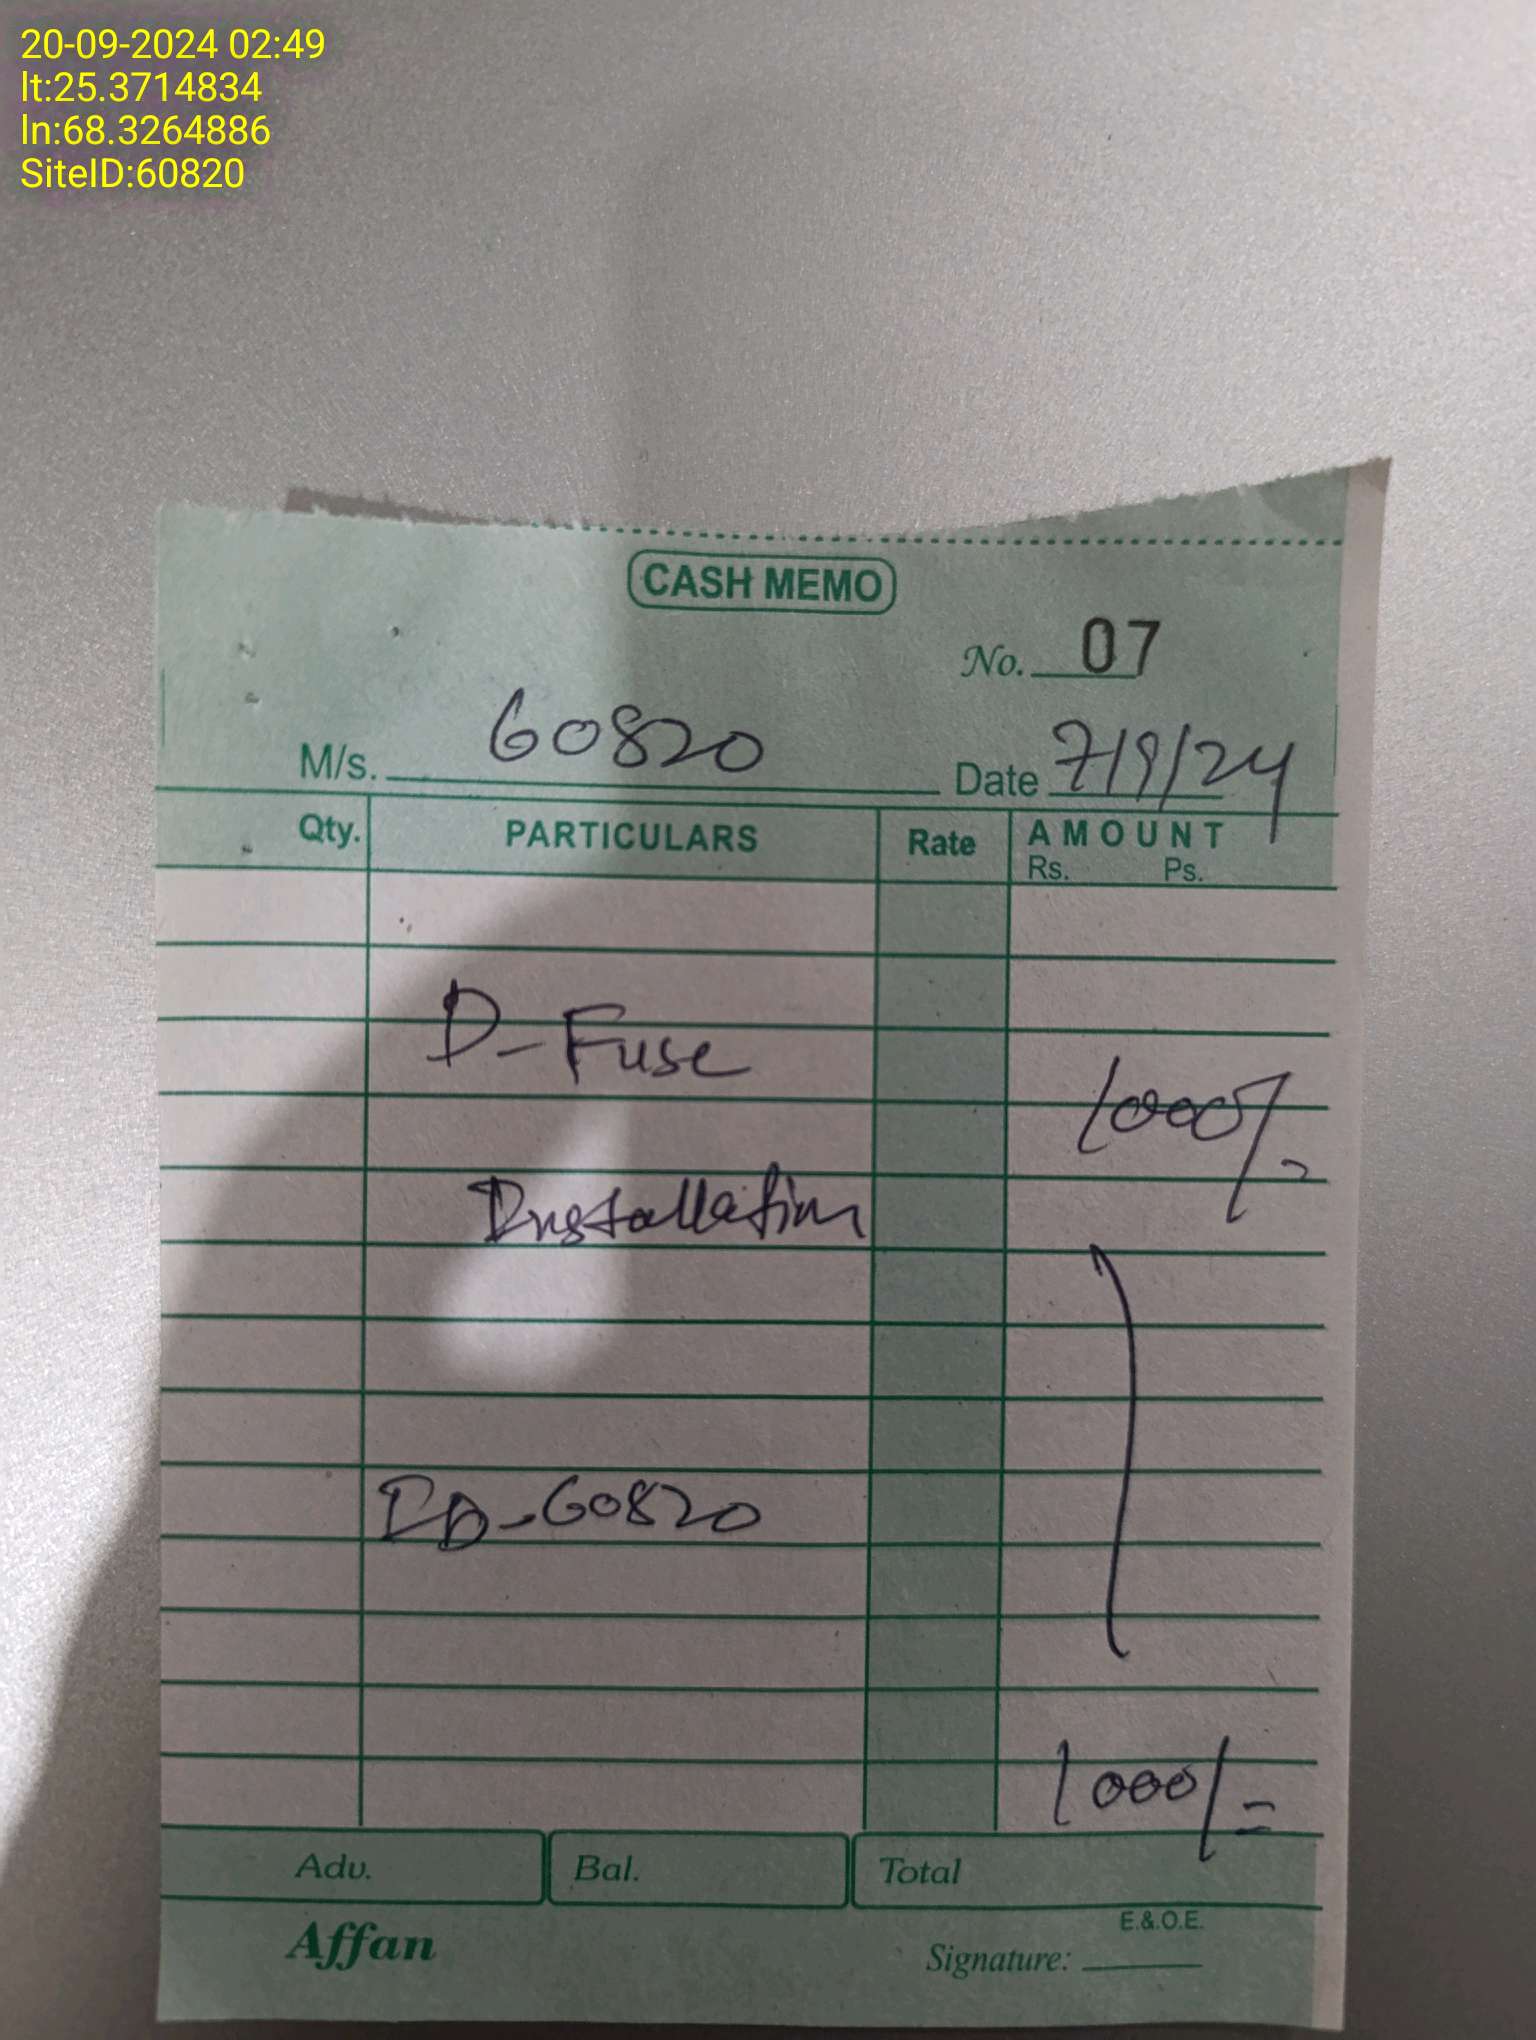 20-09-2024 02:49
lt:25.3714834
ln:68.3264886
SiteID:60820
CASH MEMO
No. 07
M/s. 60820 Date 7/9/24
Qty. PARTICULARS Rate AMOUNT
Rs. Ps.
D-Fuse
1000/-
Installation
ID-60820
1000/=
Adv. Bal. Total
E.&.O.E.
Affan Signature: